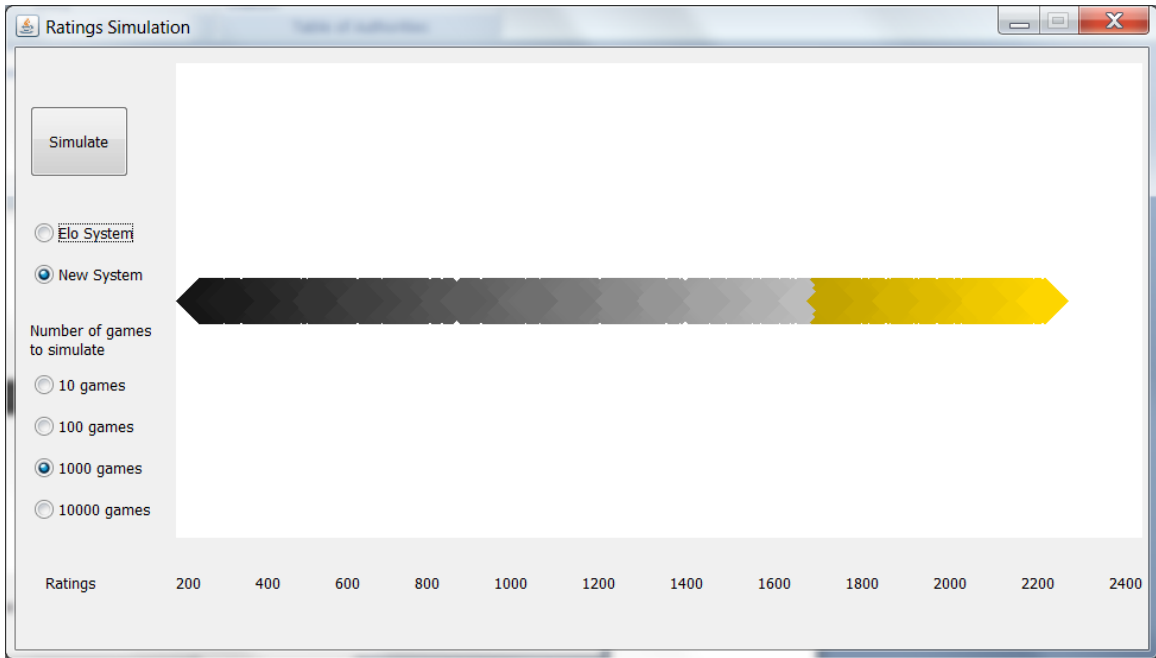 Ratings Simulation
Simulate
Elo System
New System
Number of games
to simulate
10 games
100 games
1000 games
10000 games
Ratings 200 400 600 800 1000 1200 1400 1600 1800 2000 2200 2400